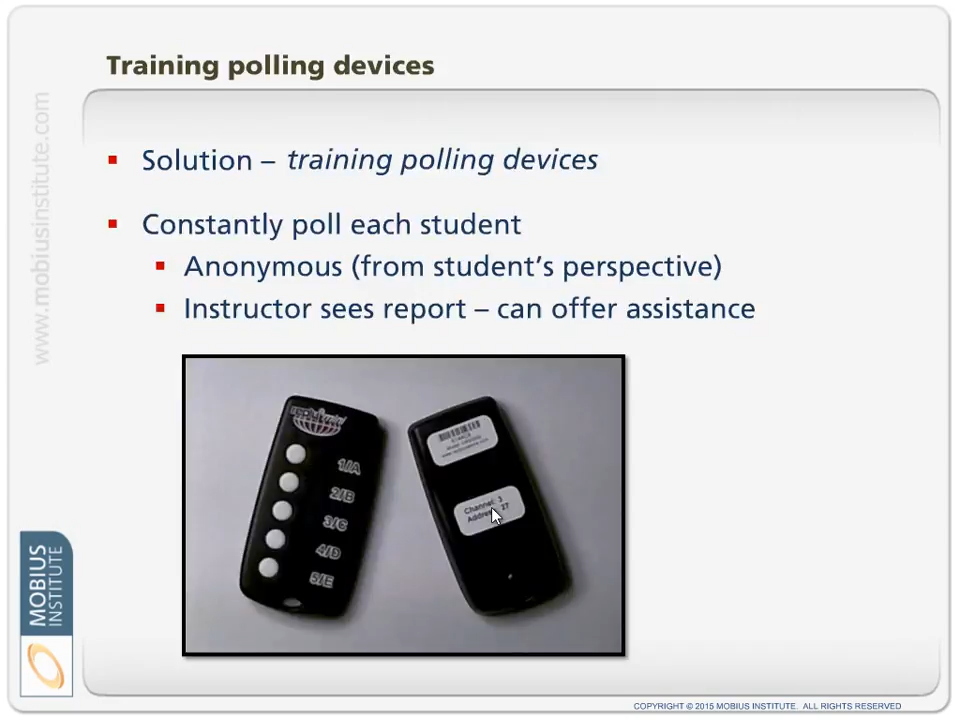 Training polling devices
www.mobiusinstitute.com
Solution – training polling devices
Constantly poll each student
Anonymous (from student’s perspective)
Instructor sees report – can offer assistance
1/A
2/B
3/C
4/D
5/E
Channel: 3
MOBIUS
INSTITUTE
COPYRIGHT © 2015 MOBIUS INSTITUTE. ALL RIGHTS RESERVED